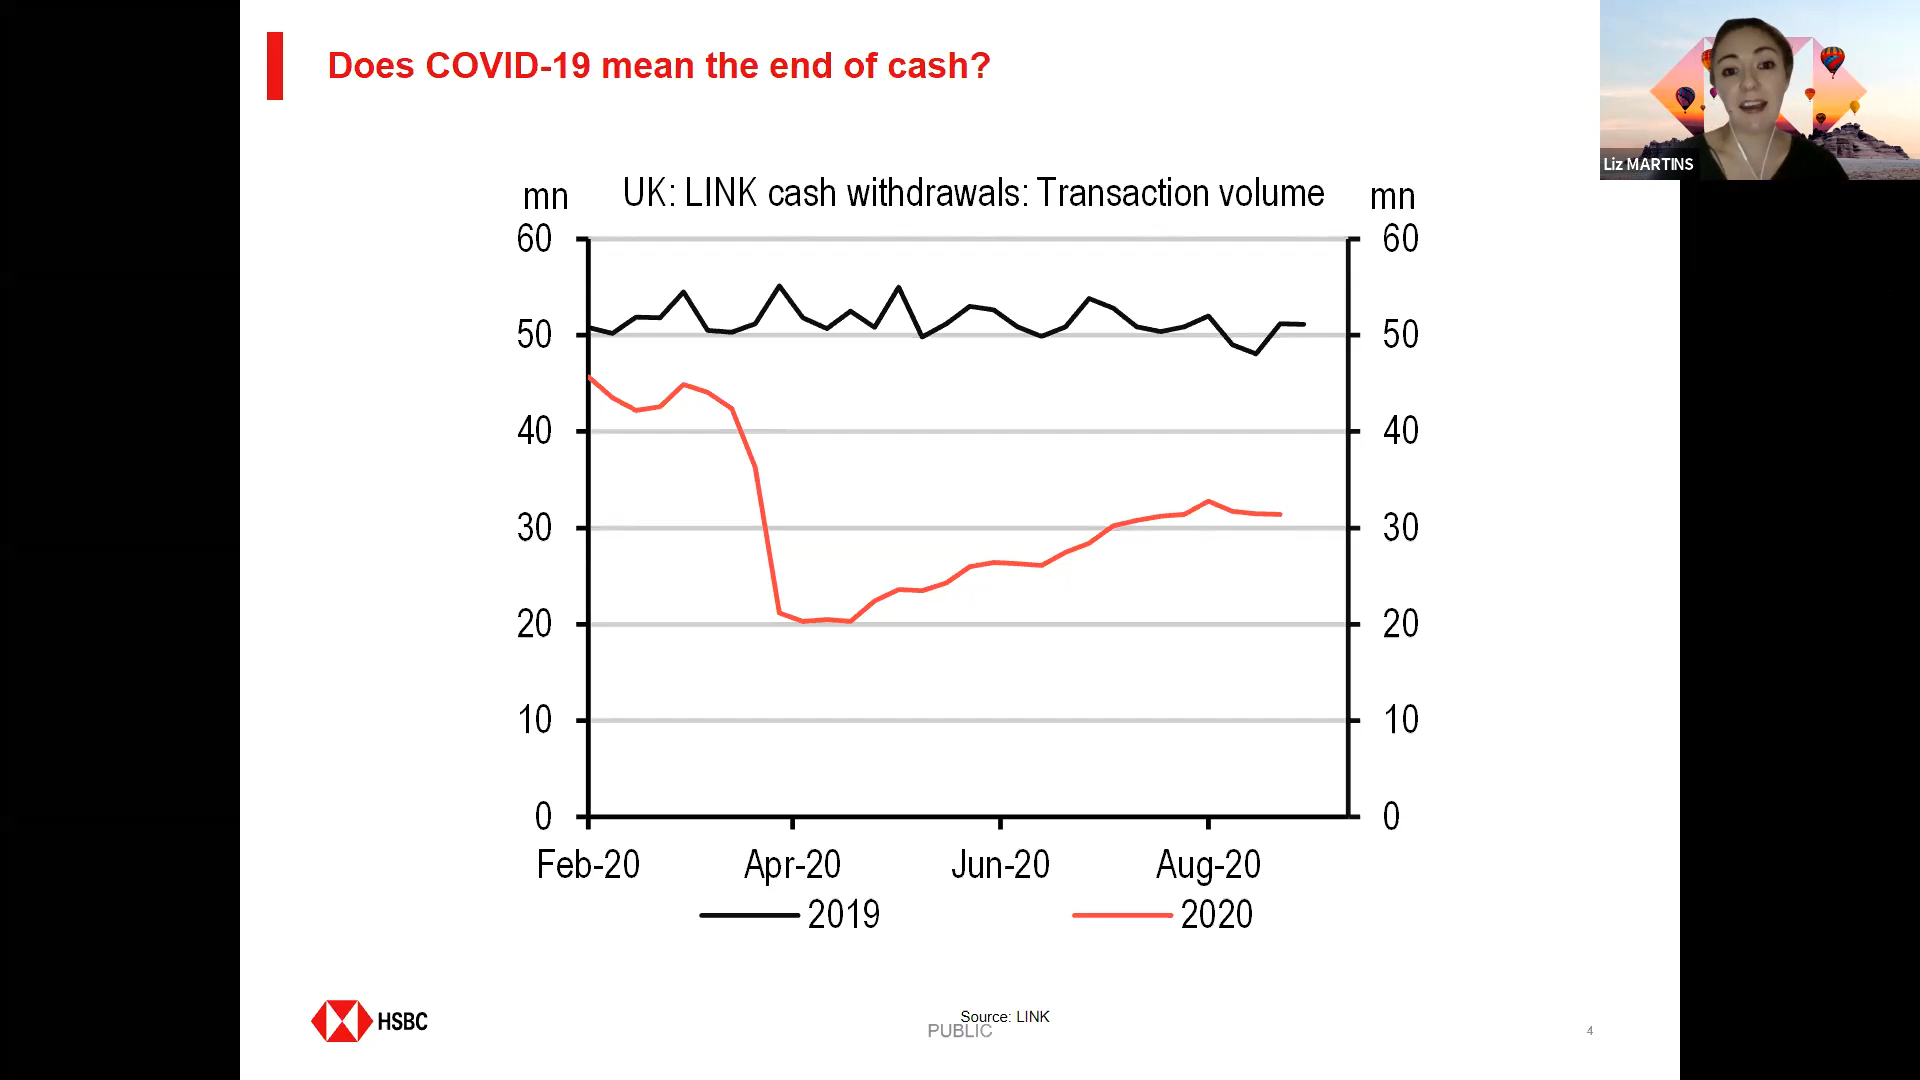 Does COVID-19 mean the end of cash?
Liz MARTINS
mn UK: LINK cash withdrawals: Transaction volume mn
60 60
50 50
40 40
30 30
20 20
10 10
0 0
Feb-20 Apr-20 Jun-20 Aug-20
2019 2020
HSBC
Source: LINK
PUBLIC
4